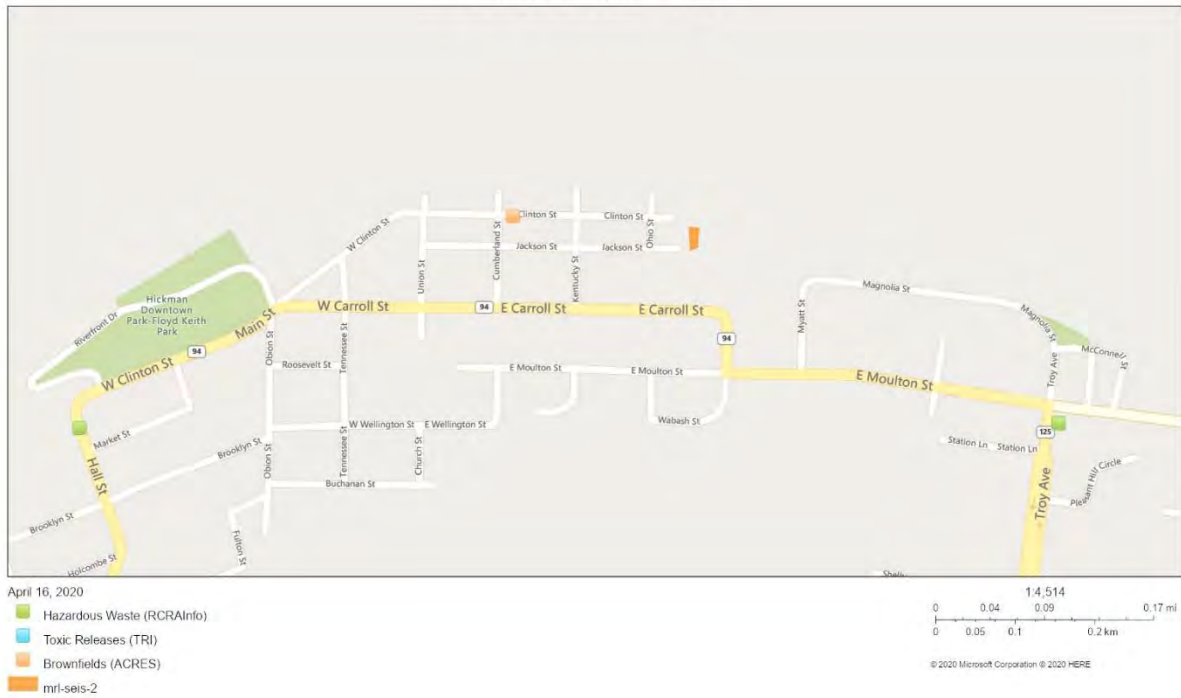 Clinton St
Clinton St
W Clinton St
Cumberland St
Ohio St
Jackson St
Jackson St
Union St
Kentucky St
Hickman
Downtown
Park-Floyd Keith
Park
Riverfront Dr
Main St
W Carroll St
94
E Carroll St
E Carroll St
94
Magnolia St
Magnolia St
Myatt St
McConnell St
Troy Ave
94
W Clinton St
Obion St
Roosevelt St
Tennessee St
E Moulton St
E Moulton St
Market St
Brooklyn St
W Wellington St
E Wellington St
Wabash St
125
Station Ln
Station Ln
Hall St
Obion St
Tennessee St
Church St
Buchanan St
Pleasant Hill Circle
Troy Ave
Brooklyn St
Fulton St
Holcombe St
April 16, 2020
Hazardous Waste (RCRAInfo)
Toxic Releases (TRI)
Brownfields (ACRES)
mrl-seis-2
1:4,514
0 0.04 0.09 0.17 mi
0 0.05 0.1 0.2 km
© 2020 Microsoft Corporation © 2020 HERE